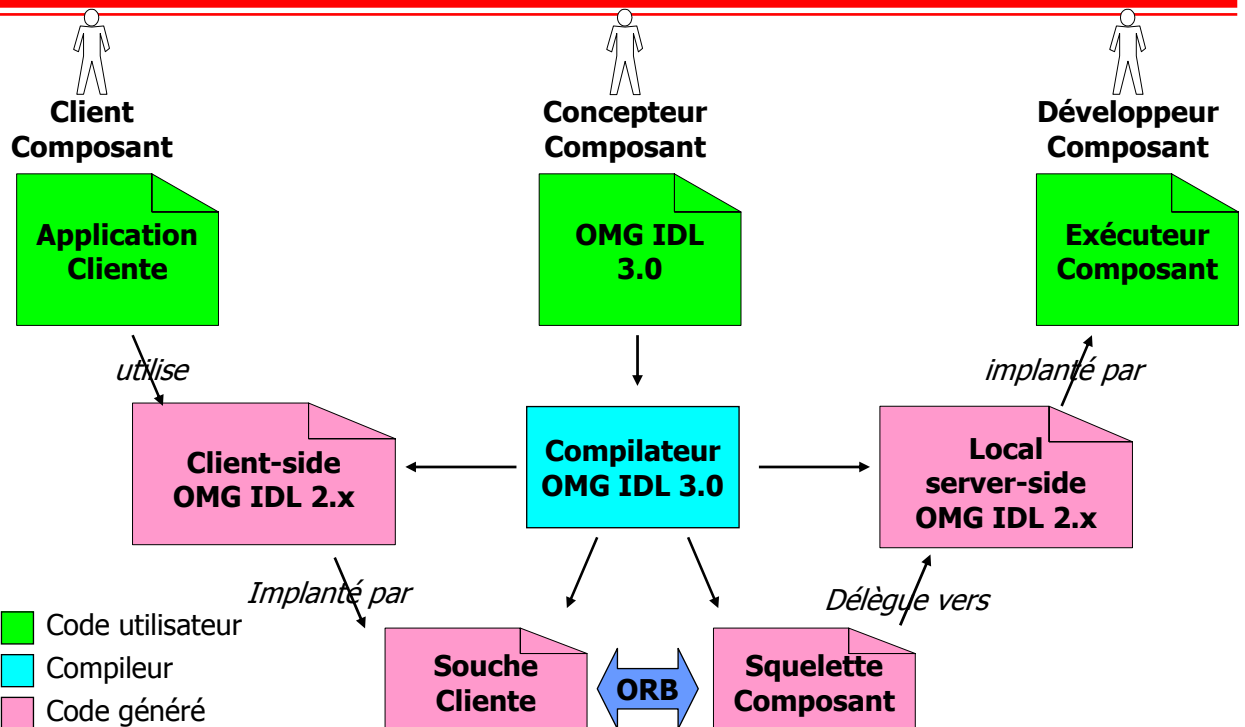 Client
Composant
Concepteur
Composant
Développeur
Composant
Application
Cliente
OMG IDL
3.0
Exécuteur
Composant
utilise
implanté par
Client-side
OMG IDL 2.x
Compilateur
OMG IDL 3.0
Local
server-side
OMG IDL 2.x
Implanté par
Délègue vers
Code utilisateur
Compileur
Code généré
Souche
Cliente
ORB
Squelette
Composant